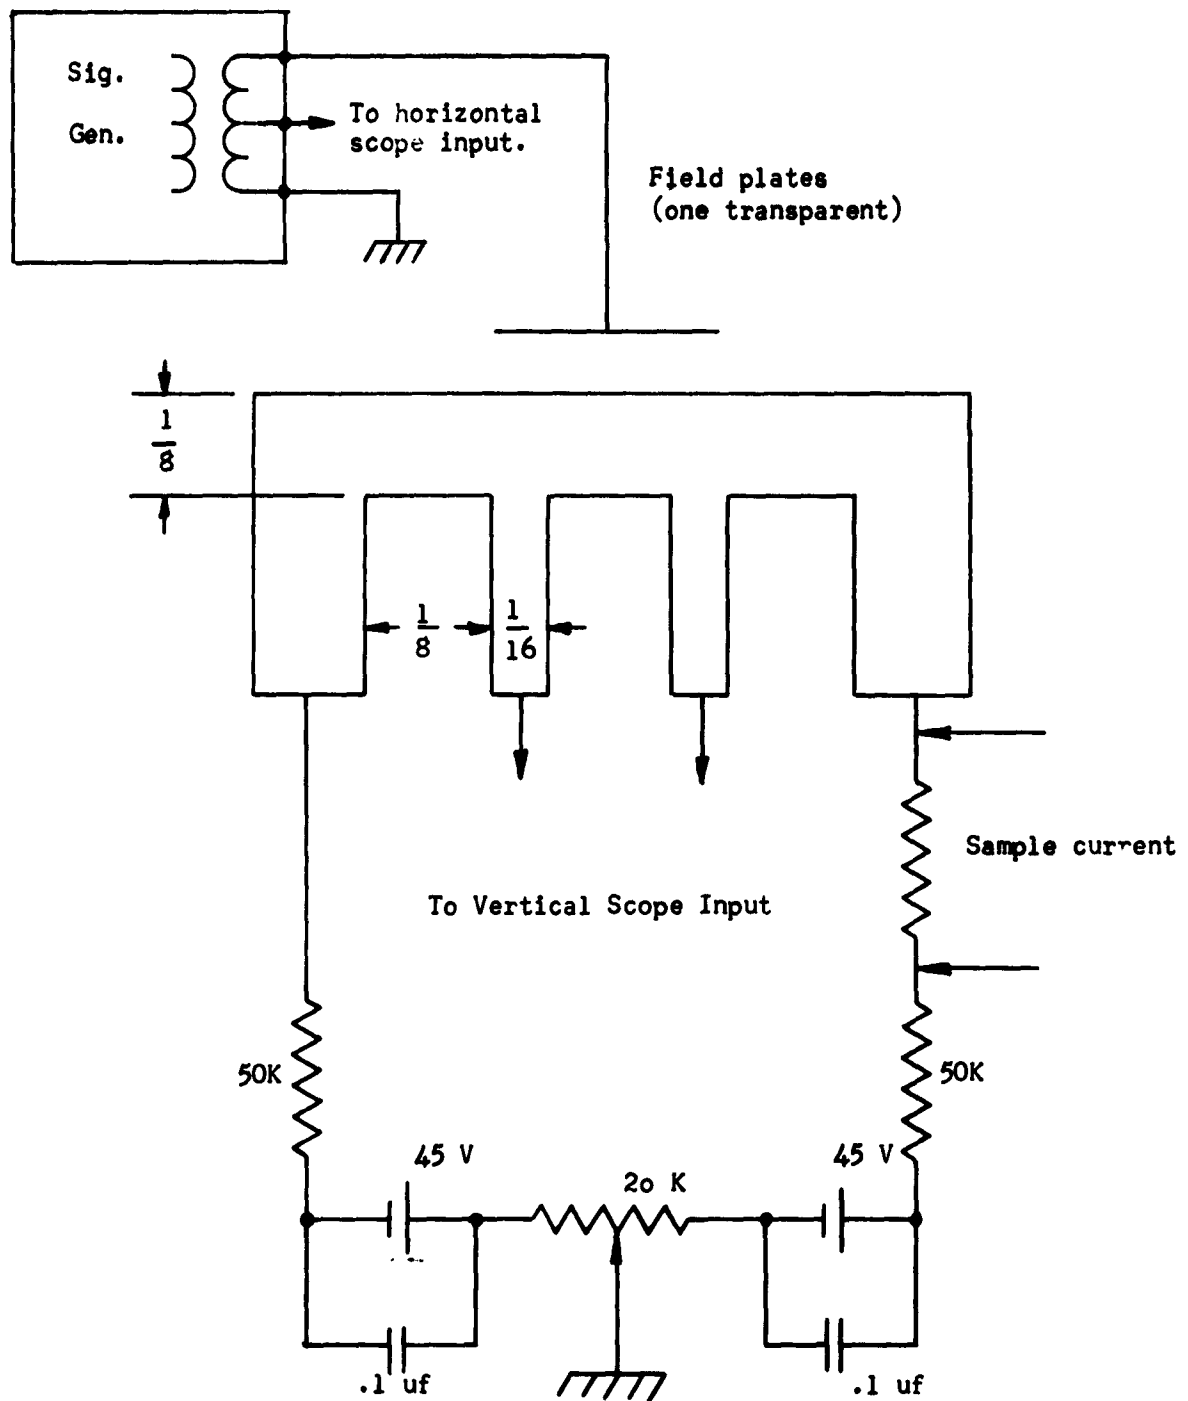 Sig.
Gen.
To horizontal
scope input.
Field plates
(one transparent)
1
8
1
8
1
16
Sample current
To Vertical Scope Input
50K
50K
45 V
45 V
20 K
.1 uf
.1 uf